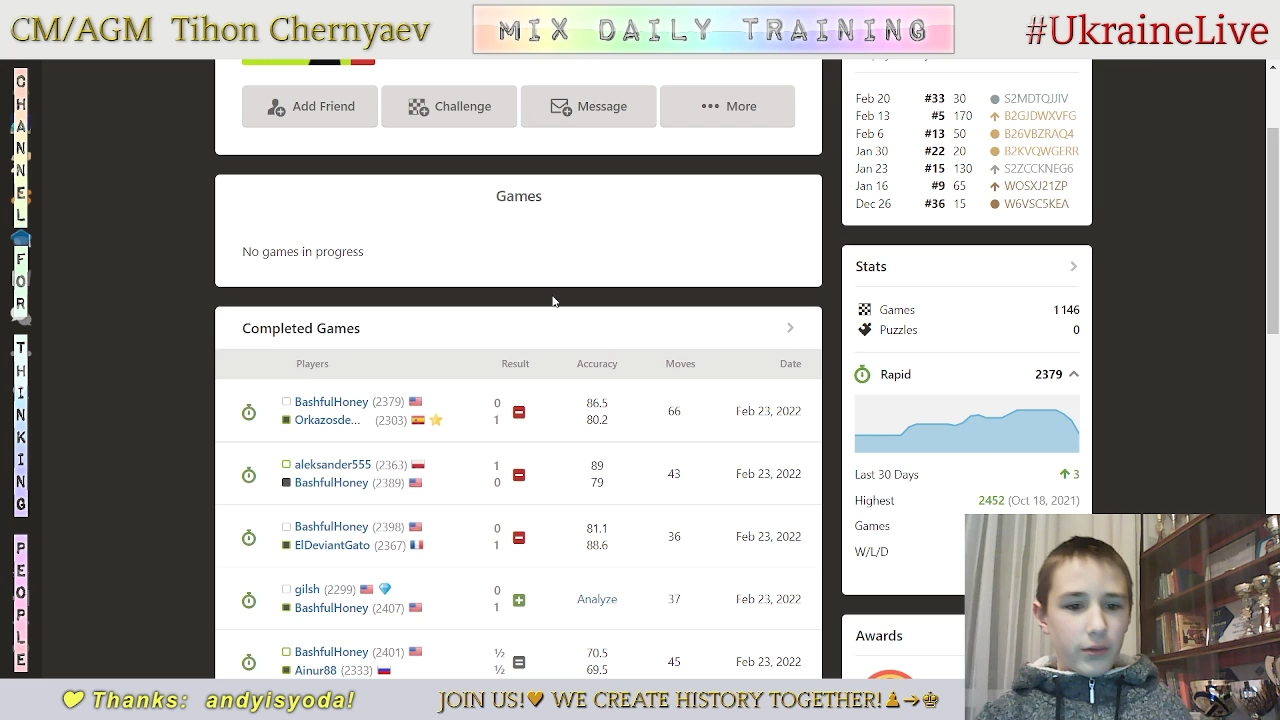 CM/AGM Tihon Chernyaev
MIX DAILY TRAINING
#UkraineLive
CHANNEL FOR THINKING PEOPLE
Add Friend
Challenge
Message
More
Games
No games in progress
Completed Games
Players Result Accuracy Moves Date
BashfulHoney (2379) 0 86.5
Orkazosde... (2303) 1 80.2
66 Feb 23, 2022
aleksander555 (2363) 1 89
BashfulHoney (2389) 0 79
43 Feb 23, 2022
BashfulHoney (2398) 0 81.1
ElDeviantGato (2367) 1 88.6
36 Feb 23, 2022
gilsh (2299) 0
BashfulHoney (2407) 1
Analyze 37 Feb 23, 2022
BashfulHoney (2401) ½ 70.5
Ainur88 (2333) ½ 69.5
45 Feb 23, 2022
Feb 20 #33 30 S2MDTQJJIV
Feb 13 #5 170 B2GJDWXVFG
Feb 6 #13 50 B26VBZRAQ4
Jan 30 #22 20 B2KVQWGERR
Jan 23 #15 130 S2ZCCKNEG6
Jan 16 #9 65 WOSXJ21ZP
Dec 26 #36 15 W6VSC5KEA
Stats
Games 1146
Puzzles 0
Rapid 2379
Last 30 Days 3
Highest 2452 (Oct 18, 2021)
Games
W/L/D
Awards
Thanks: andyisyoda!
JOIN US! WE CREATE HISTORY TOGETHER!